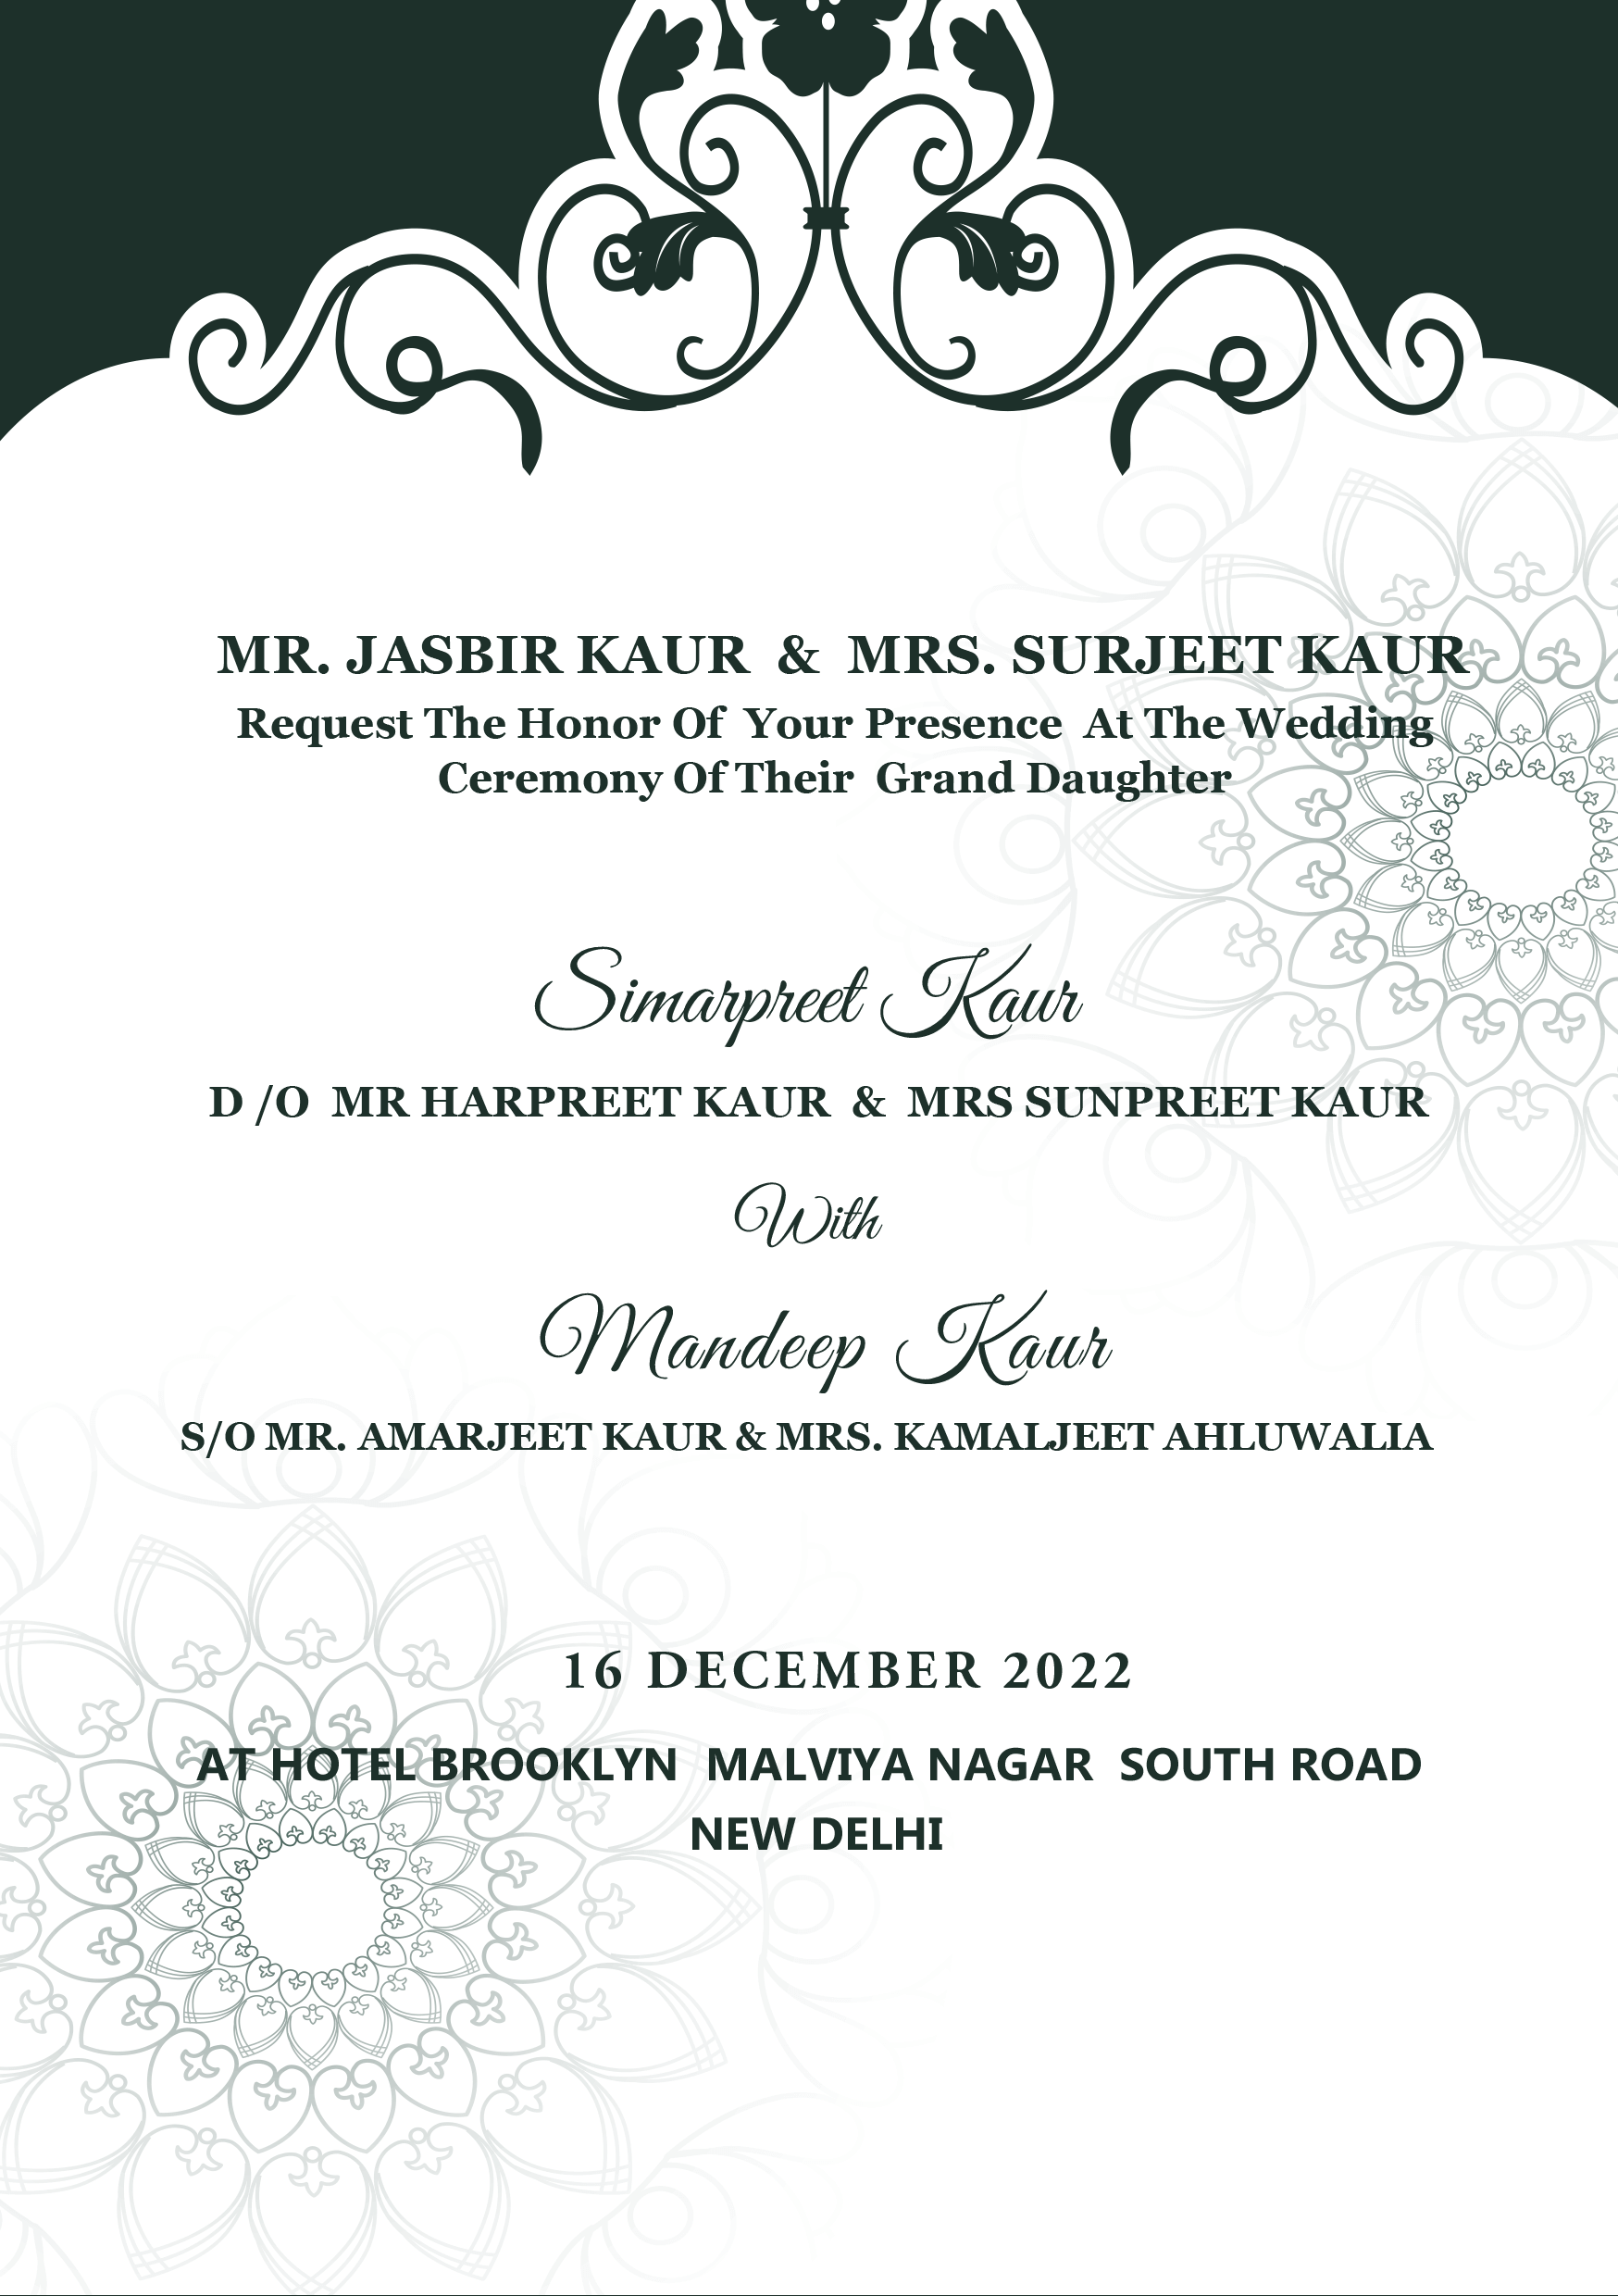 MR. JASBIR KAUR & MRS. SURJEET KAUR
Request The Honor Of Your Presence At The Wedding
Ceremony Of Their Grand Daughter
Simarpreet Kaur
D /O MR HARPREET KAUR & MRS SUNPREET KAUR
With
Mandeep Kaur
S/O MR. AMARJEET KAUR & MRS. KAMALJEET AHLUWALIA
16 DECEMBER 2022
AT HOTEL BROOKLYN MALVIYA NAGAR SOUTH ROAD
NEW DELHI